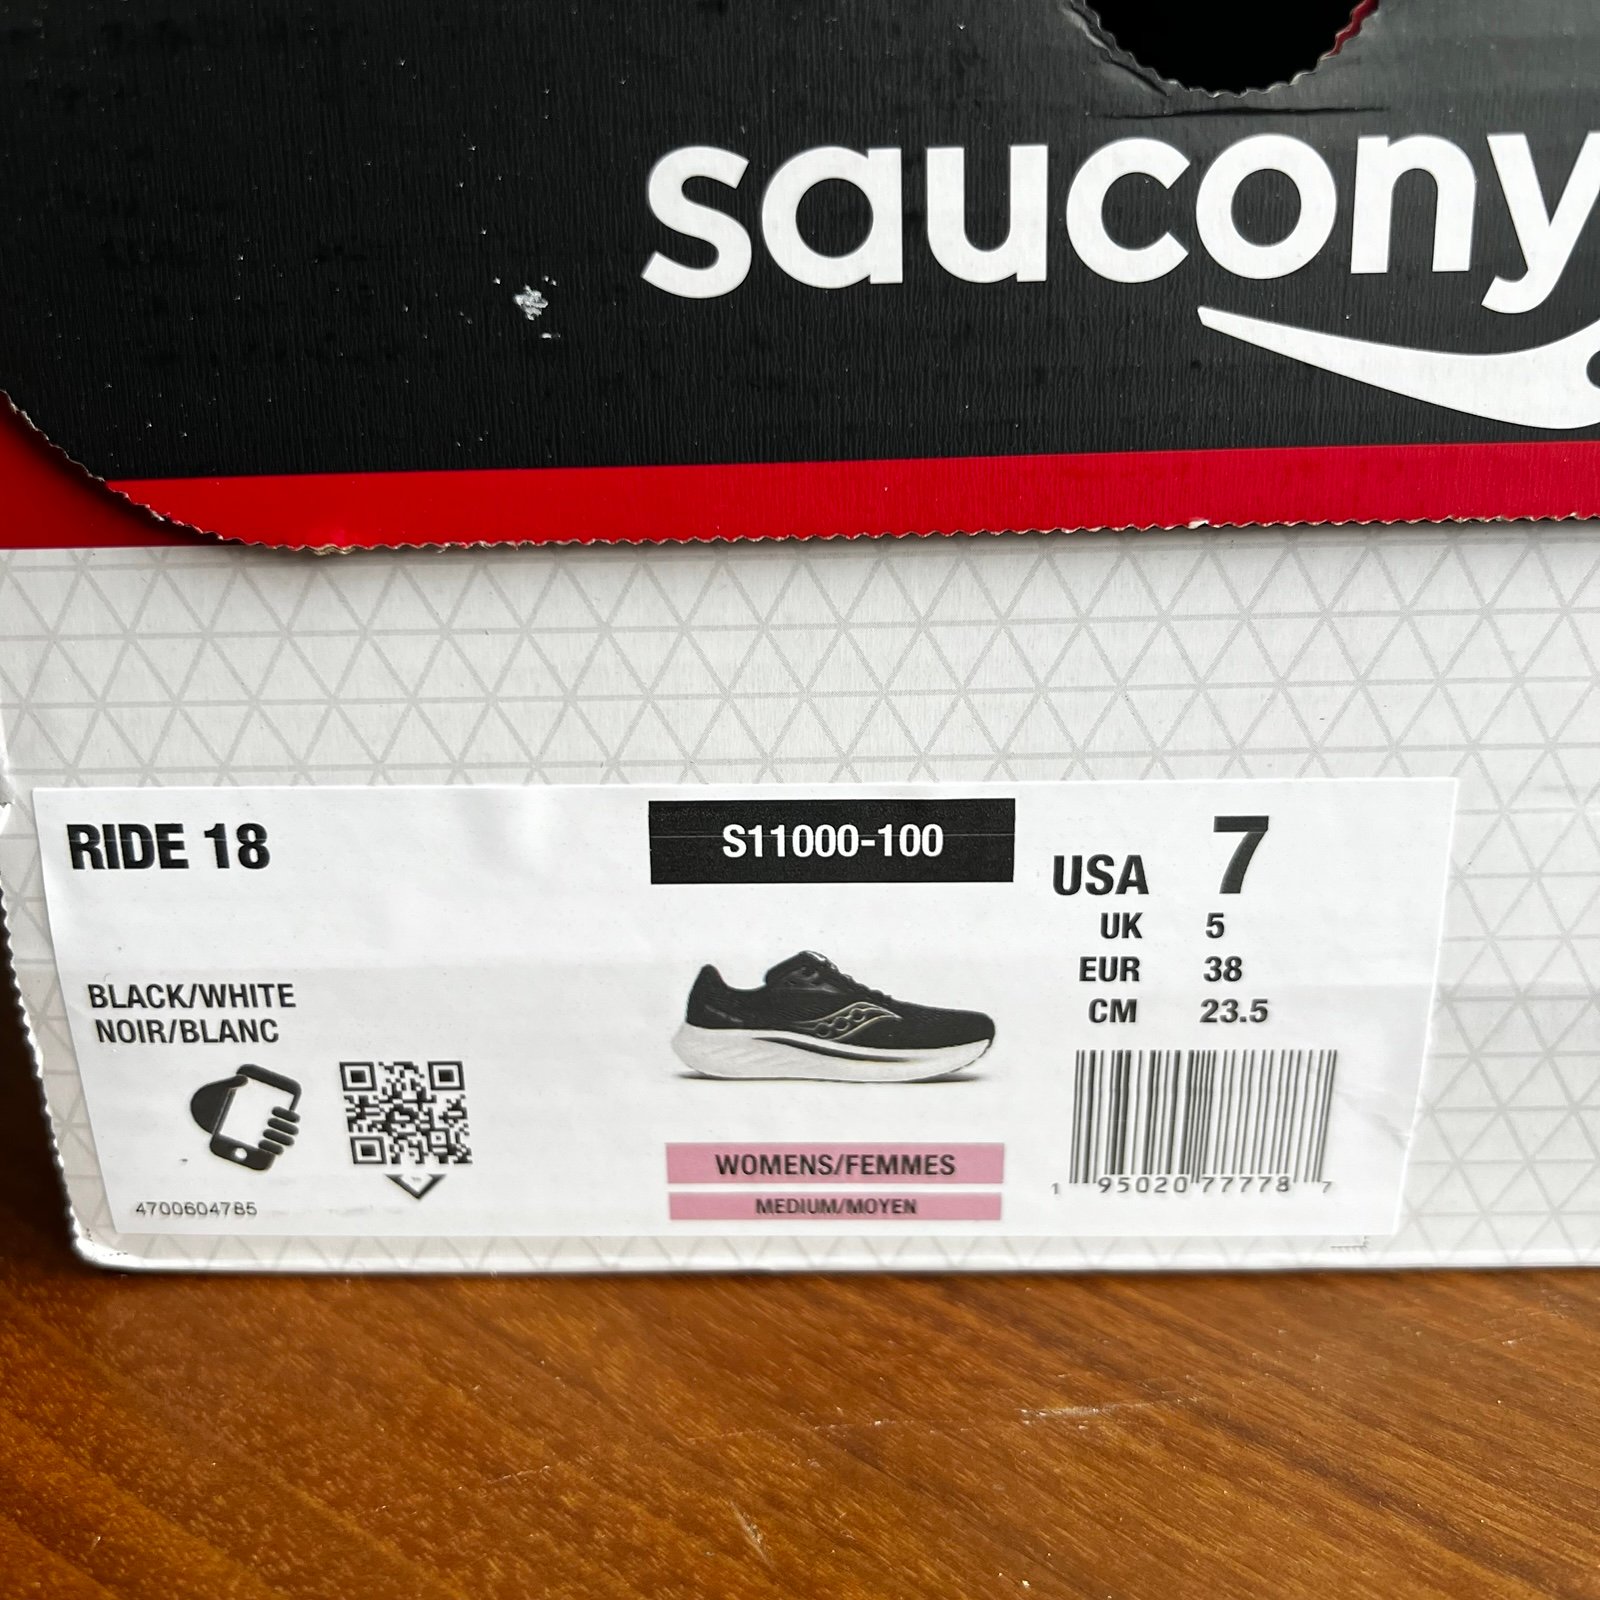 saucony
RIDE 18
S11000-100
USA 7
UK 5
EUR 38
CM 23.5
BLACK/WHITE
NOIR/BLANC
4700604785
WOMENS/FEMMES
MEDIUM/MOYEN
1 95020 77778 7